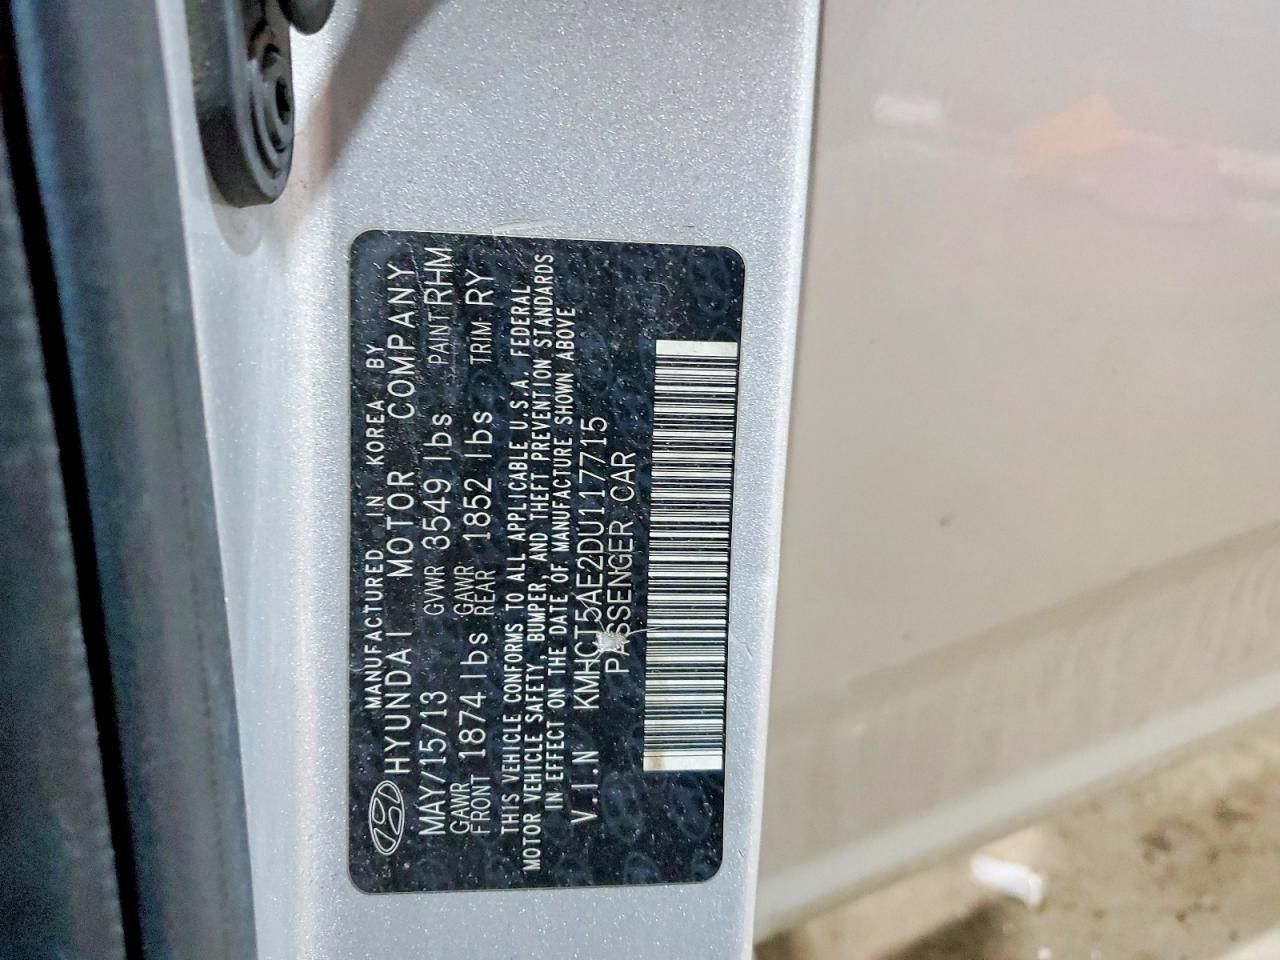 MANUFACTURED IN KOREA BY
HYUNDAI MOTOR COMPANY
MAY/15/13 GVWR 3549 lbs PAINT RHM
GAWR FRONT 1874 lbs GAWR REAR 1852 lbs TRIM RY
THIS VEHICLE CONFORMS TO ALL APPLICABLE U.S.A. FEDERAL
MOTOR VEHICLE SAFETY, BUMPER, AND THEFT PREVENTION STANDARDS
IN EFFECT ON THE DATE OF MANUFACTURE SHOWN ABOVE
V.I.N KMHCT5AE2DU117715
PASSENGER CAR